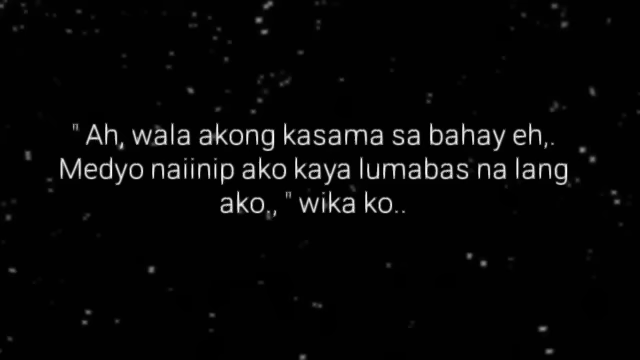 " Ah, wala akong kasama sa bahay eh,.
Medyo naiinip ako kaya lumabas na lang
ako., " wika ko..